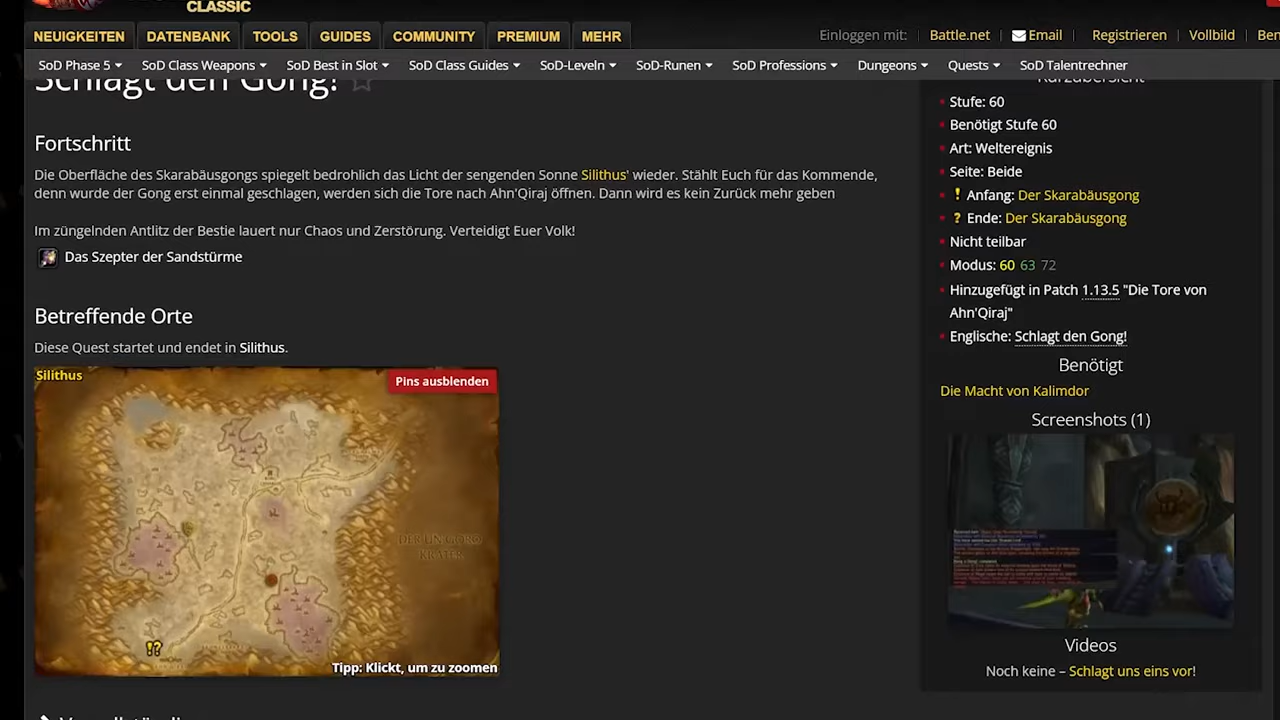 CLASSIC
NEUIGKEITEN DATENBANK TOOLS GUIDES COMMUNITY PREMIUM MEHR
Einloggen mit: Battle.net Email Registrieren Vollbild
SoD Phase 5 SoD Class Weapons SoD Best in Slot SoD Class Guides SoD-Leveln SoD-Runen SoD Professions Dungeons Quests SoD Talentrechner
Schlagt den Gong!
Fortschritt
Die Oberfläche des Skarabäusgongs spiegelt bedrohlich das Licht der sengenden Sonne Silithus' wieder. Stählt Euch für das Kommende,
denn wurde der Gong erst einmal geschlagen, werden sich die Tore nach Ahn'Qiraj öffnen. Dann wird es kein Zurück mehr geben
Im züngelnden Antlitz der Bestie lauert nur Chaos und Zerstörung. Verteidigt Euer Volk!
Das Szepter der Sandstürme
Betreffende Orte
Diese Quest startet und endet in Silithus.
Silithus
Pins ausblenden
DER UN'GORO
KRATER
Tipp: Klickt, um zu zoomen
Kurzübersicht
Stufe: 60
Benötigt Stufe 60
Art: Weltereignis
Seite: Beide
! Anfang: Der Skarabäusgong
? Ende: Der Skarabäusgong
Nicht teilbar
Modus: 60 63 72
Hinzugefügt in Patch 1.13.5 "Die Tore von
Ahn'Qiraj"
Englische: Schlagt den Gong!
Benötigt
Die Macht von Kalimdor
Screenshots (1)
Videos
Noch keine – Schlagt uns eins vor!